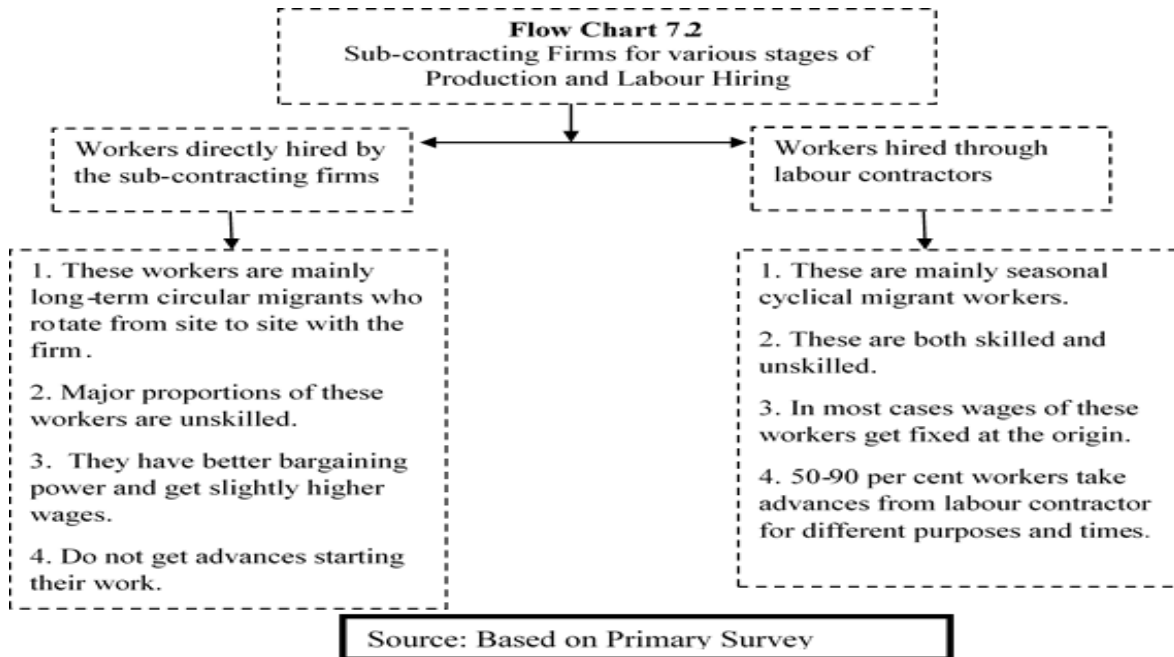 Flow Chart 7.2
Sub-contracting Firms for various stages of
Production and Labour Hiring
Workers directly hired by
the sub-contracting firms
Workers hired through
labour contractors
1. These workers are mainly
long-term circular migrants who
rotate from site to site with the
firm.
2. Major proportions of these
workers are unskilled.
3. They have better bargaining
power and get slightly higher
wages.
4. Do not get advances starting
their work.
1. These are mainly seasonal
cyclical migrant workers.
2. These are both skilled and
unskilled.
3. In most cases wages of these
workers get fixed at the origin.
4. 50-90 per cent workers take
advances from labour contractor
for different purposes and times.
Source: Based on Primary Survey